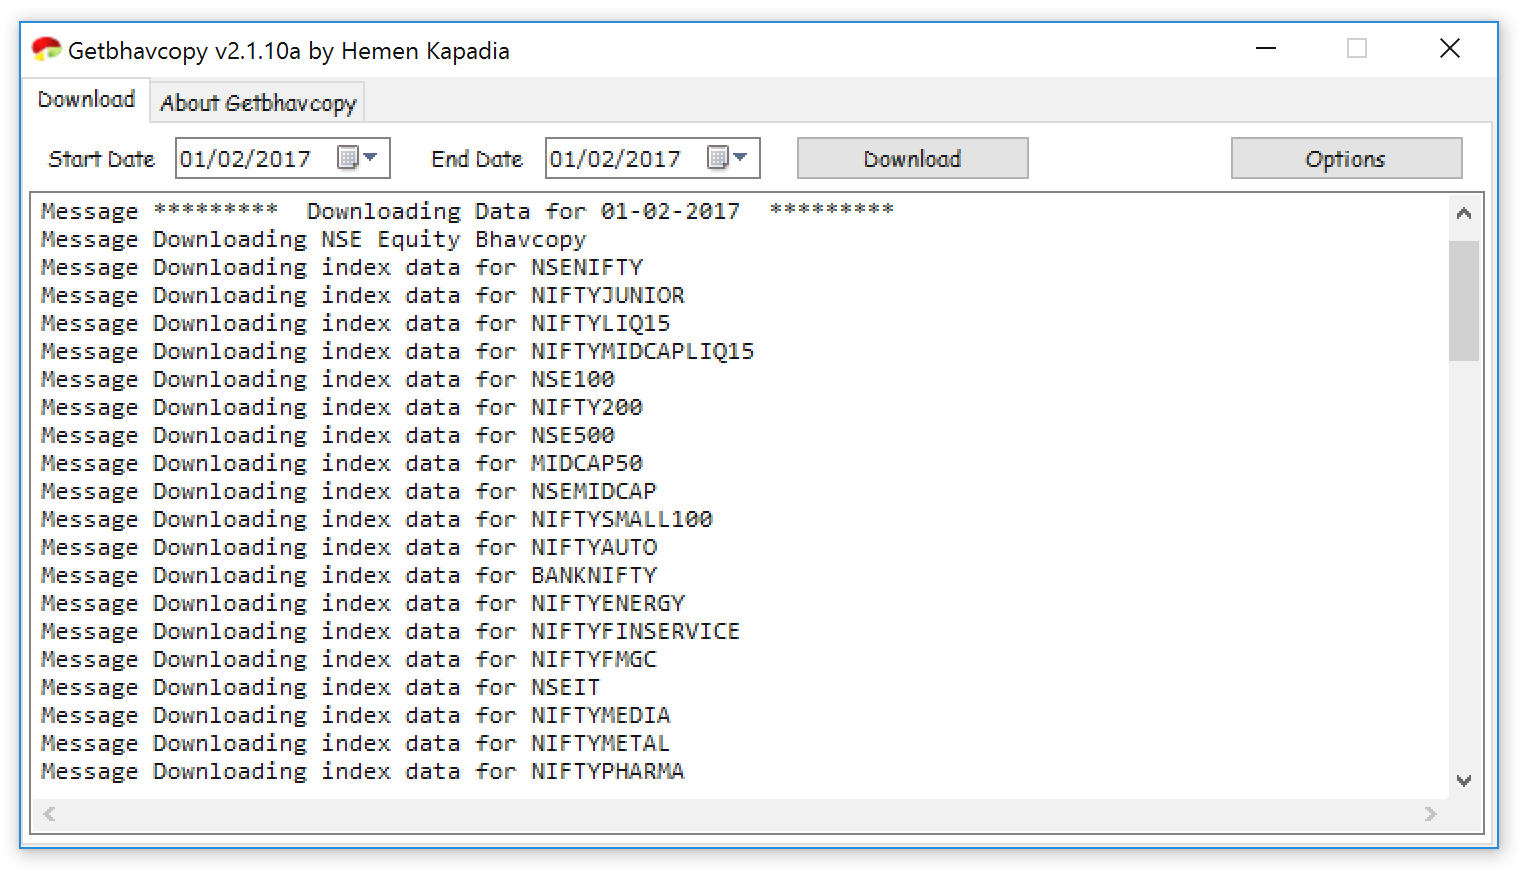 Getbhavcopy v2.1.10a by Hemen Kapadia
Download About Getbhavcopy
Start Date 01/02/2017 End Date 01/02/2017 Download Options
Message ********* Downloading Data for 01-02-2017 *********
Message Downloading NSE Equity Bhavcopy
Message Downloading index data for NSENIFTY
Message Downloading index data for NIFTYJUNIOR
Message Downloading index data for NIFTYLIQ15
Message Downloading index data for NIFTYMIDCAPLIQ15
Message Downloading index data for NSE100
Message Downloading index data for NIFTY200
Message Downloading index data for NSE500
Message Downloading index data for MIDCAP50
Message Downloading index data for NSEMIDCAP
Message Downloading index data for NIFTYSMALL100
Message Downloading index data for NIFTYAUTO
Message Downloading index data for BANKNIFTY
Message Downloading index data for NIFTYENERGY
Message Downloading index data for NIFTYFINSERVICE
Message Downloading index data for NIFTYFMGC
Message Downloading index data for NSEIT
Message Downloading index data for NIFTYMEDIA
Message Downloading index data for NIFTYMETAL
Message Downloading index data for NIFTYPHARMA